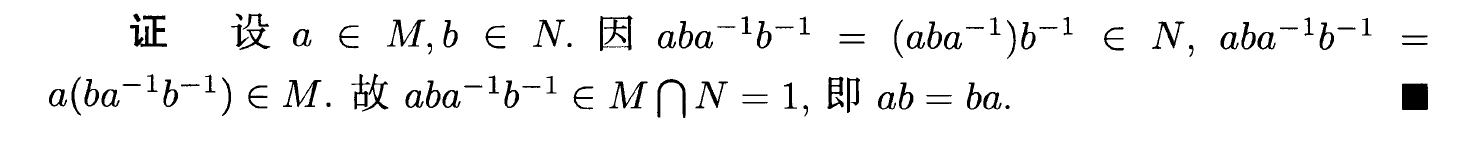 证 设 a ∈ M, b ∈ N. 因 aba⁻¹b⁻¹ = (aba⁻¹)b⁻¹ ∈ N, aba⁻¹b⁻¹ =
a(ba⁻¹b⁻¹) ∈ M. 故 aba⁻¹b⁻¹ ∈ M⋂N = 1, 即 ab = ba. ■